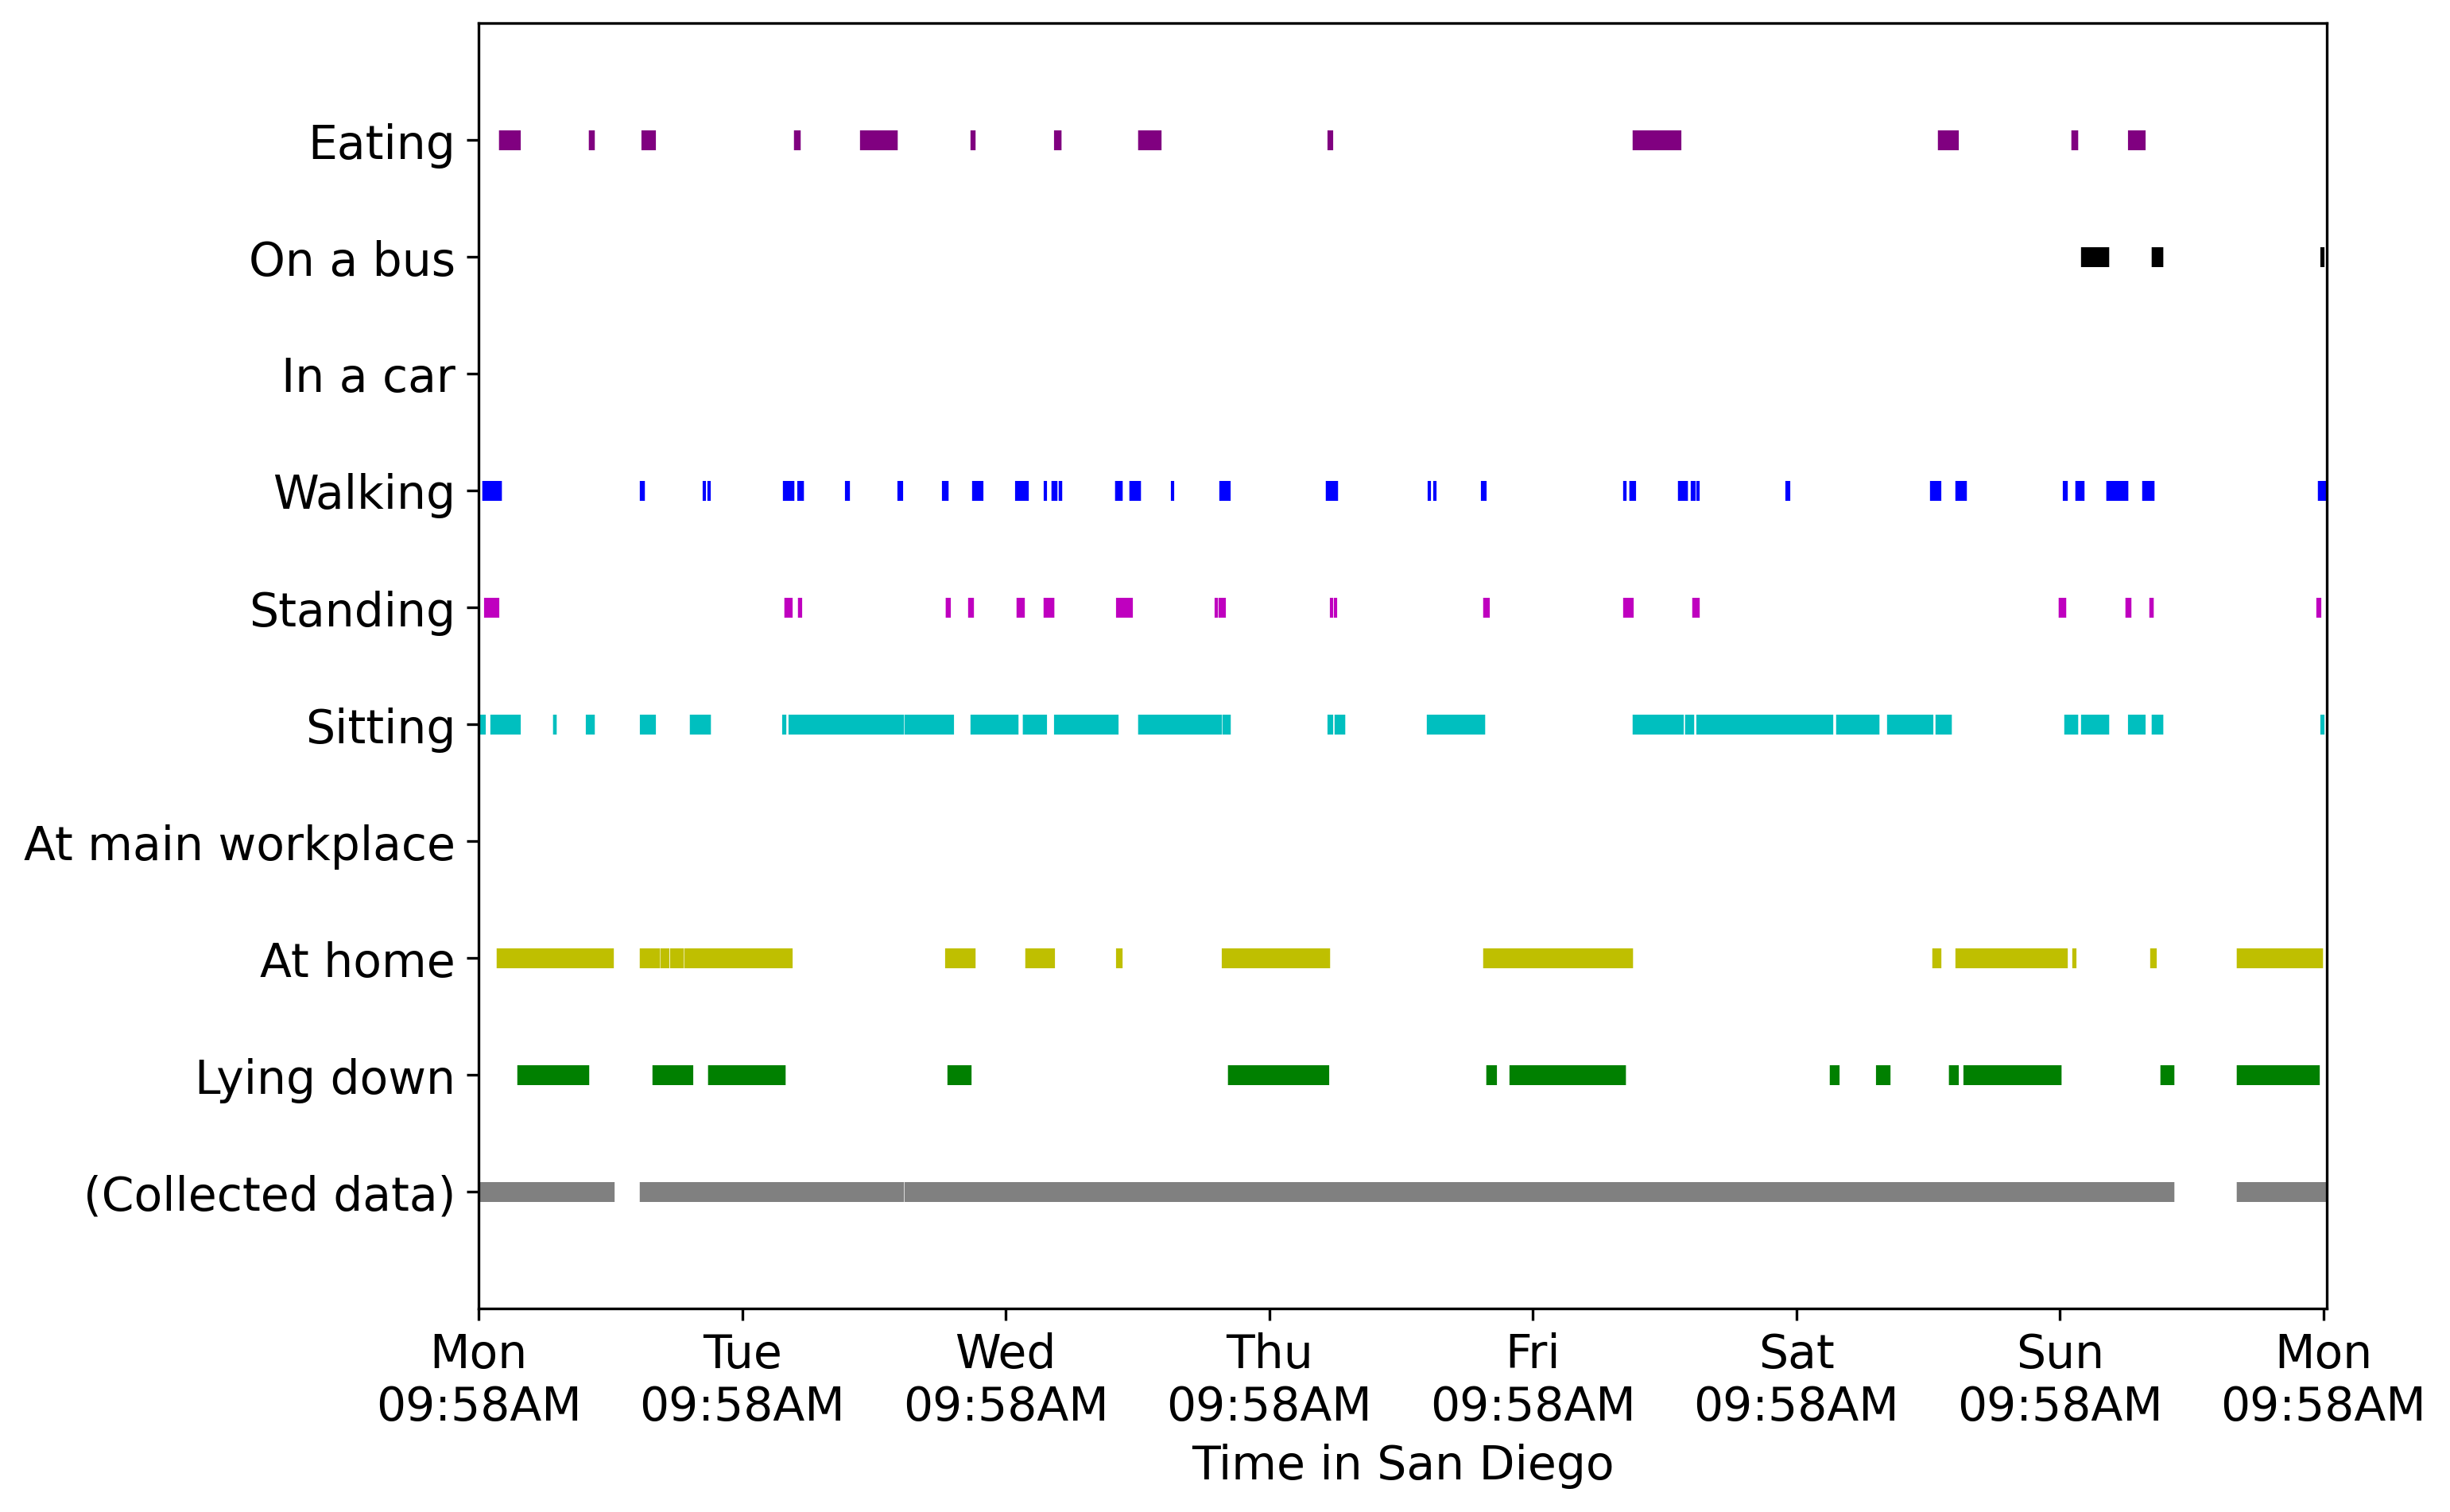 Eating
On a bus
In a car
Walking
Standing
Sitting
At main workplace
At home
Lying down
(Collected data)
Mon Tue Wed Thu Fri Sat Sun Mon
09:58AM 09:58AM 09:58AM 09:58AM 09:58AM 09:58AM 09:58AM 09:58AM
Time in San Diego